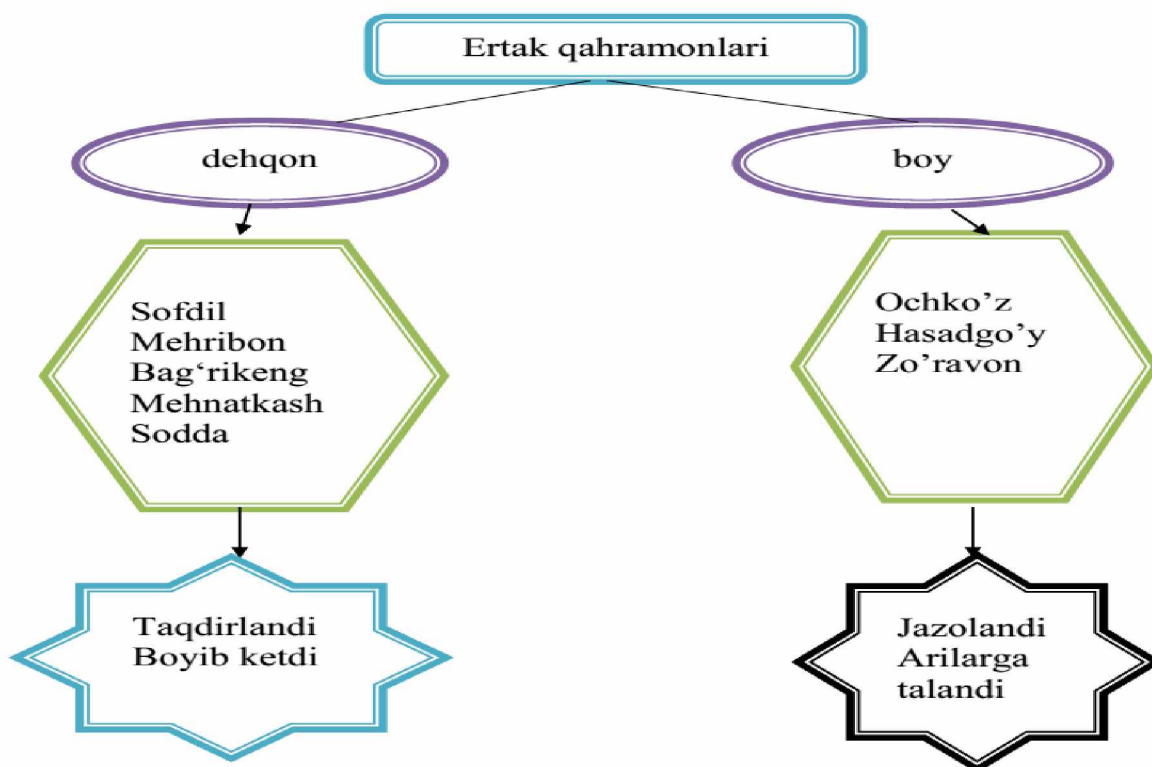 Ertak qahramonlari
dehqon
boy
Sofdil
Mehribon
Bag‘rikeng
Mehnatkash
Sodda
Ochko’z
Hasadgo’y
Zo’ravon
Taqdirlandi
Boyib ketdi
Jazolandi
Arilarga
talandi